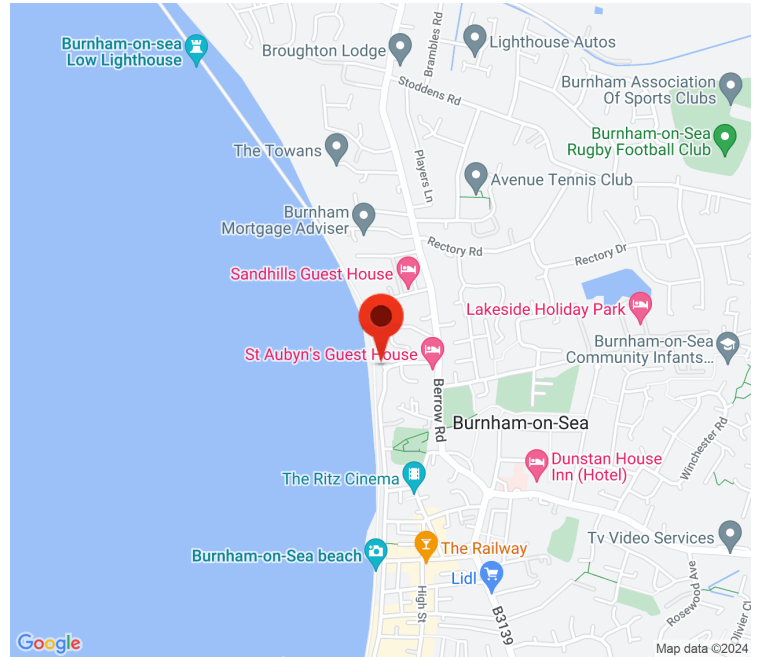 Burnham-on-sea
Low Lighthouse
Broughton Lodge
Brambles Rd
Lighthouse Autos
Stoddens Rd
Burnham Association
Of Sports Clubs
Burnham-on-Sea
Rugby Football Club
The Towans
Players Ln
Avenue Tennis Club
Burnham
Mortgage Adviser
Rectory Rd
Rectory Dr
Sandhills Guest House
Lakeside Holiday Park
St Aubyn's Guest House
Burnham-on-Sea
Community Infants...
Berrow Rd
Burnham-on-Sea
Winchester Rd
Dunstan House
Inn (Hotel)
The Ritz Cinema
Tv Video Services
The Railway
Burnham-on-Sea beach
Lidl
High St
B3139
Rosewood Ave
Olivier Cl
Google
Map data ©2024